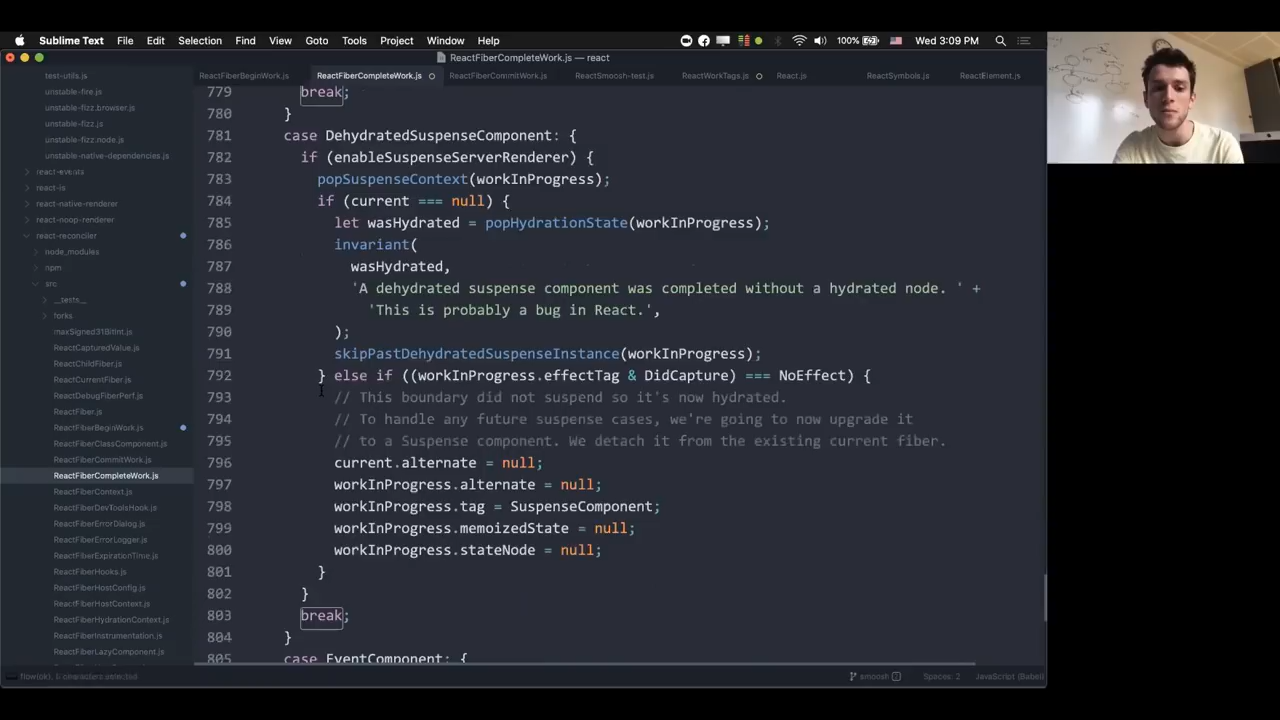 Sublime Text File Edit Selection Find View Goto Tools Project Window Help 100% Wed 3:09 PM
ReactFiberCompleteWork.js — react
ReactFiberBeginWork.js ReactFiberCompleteWork.js ReactFiberCommitWork.js ReactSmoosh-test.js ReactWorkTags.js React.js ReactSymbols.js ReactElement.js
test-utils.js
unstable-fire.js
unstable-fizz.browser.js
unstable-fizz.js
unstable-fizz.node.js
unstable-native-dependencies.js
react-events
react-is
react-native-renderer
react-noop-renderer
react-reconciler
node_modules
npm
src
__tests__
forks
maxSigned31BitInt.js
ReactCapturedValue.js
ReactChildFiber.js
ReactCurrentFiber.js
ReactDebugFiberPerf.js
ReactFiber.js
ReactFiberBeginWork.js
ReactFiberClassComponent.js
ReactFiberCommitWork.js
ReactFiberCompleteWork.js
ReactFiberContext.js
ReactFiberDevToolsHook.js
ReactFiberErrorDialog.js
ReactFiberErrorLogger.js
ReactFiberExpirationTime.js
ReactFiberHooks.js
ReactFiberHostConfig.js
ReactFiberHostContext.js
ReactFiberHydrationContext.js
ReactFiberInstrumentation.js
ReactFiberLazyComponent.js
779 break;
780 }
781 case DehydratedSuspenseComponent: {
782 if (enableSuspenseServerRenderer) {
783 popSuspenseContext(workInProgress);
784 if (current === null) {
785 let wasHydrated = popHydrationState(workInProgress);
786 invariant(
787 wasHydrated,
788 'A dehydrated suspense component was completed without a hydrated node. ' +
789 'This is probably a bug in React.',
790 );
791 skipPastDehydratedSuspenseInstance(workInProgress);
792 } else if ((workInProgress.effectTag & DidCapture) === NoEffect) {
793 // This boundary did not suspend so it's now hydrated.
794 // To handle any future suspense cases, we're going to now upgrade it
795 // to a Suspense component. We detach it from the existing current fiber.
796 current.alternate = null;
797 workInProgress.alternate = null;
798 workInProgress.tag = SuspenseComponent;
799 workInProgress.memoizedState = null;
800 workInProgress.stateNode = null;
801 }
802 }
803 break;
804 }
805 case EventComponent: {
flow(ok), 5 characters selected smoosh Spaces: 2 JavaScript (Babel)